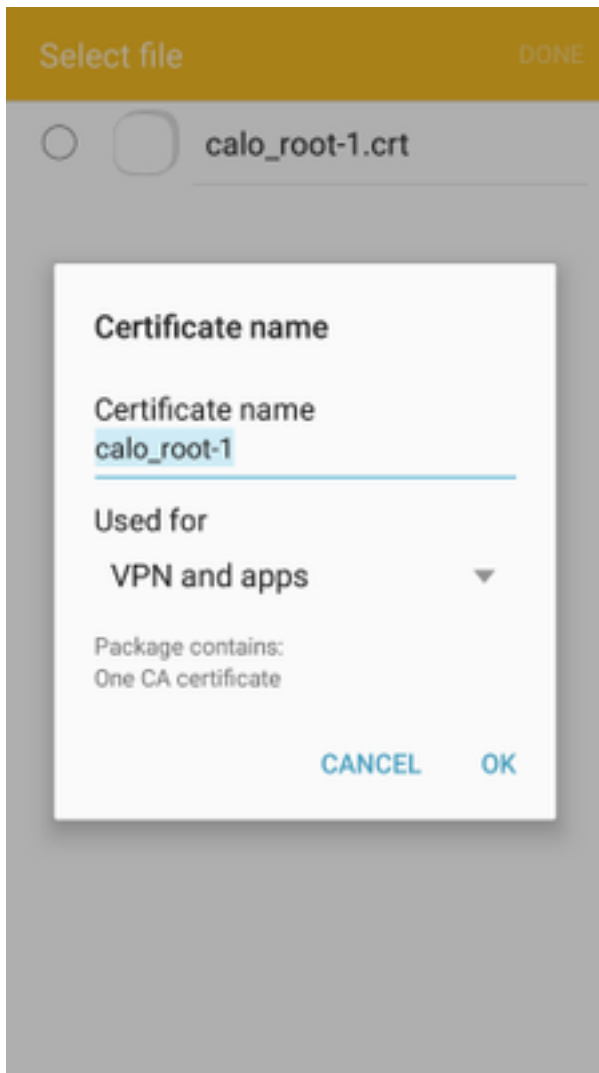 Select file DONE
calo_root-1.crt
Certificate name
Certificate name
calo_root-1
Used for
VPN and apps
Package contains:
One CA certificate
CANCEL OK